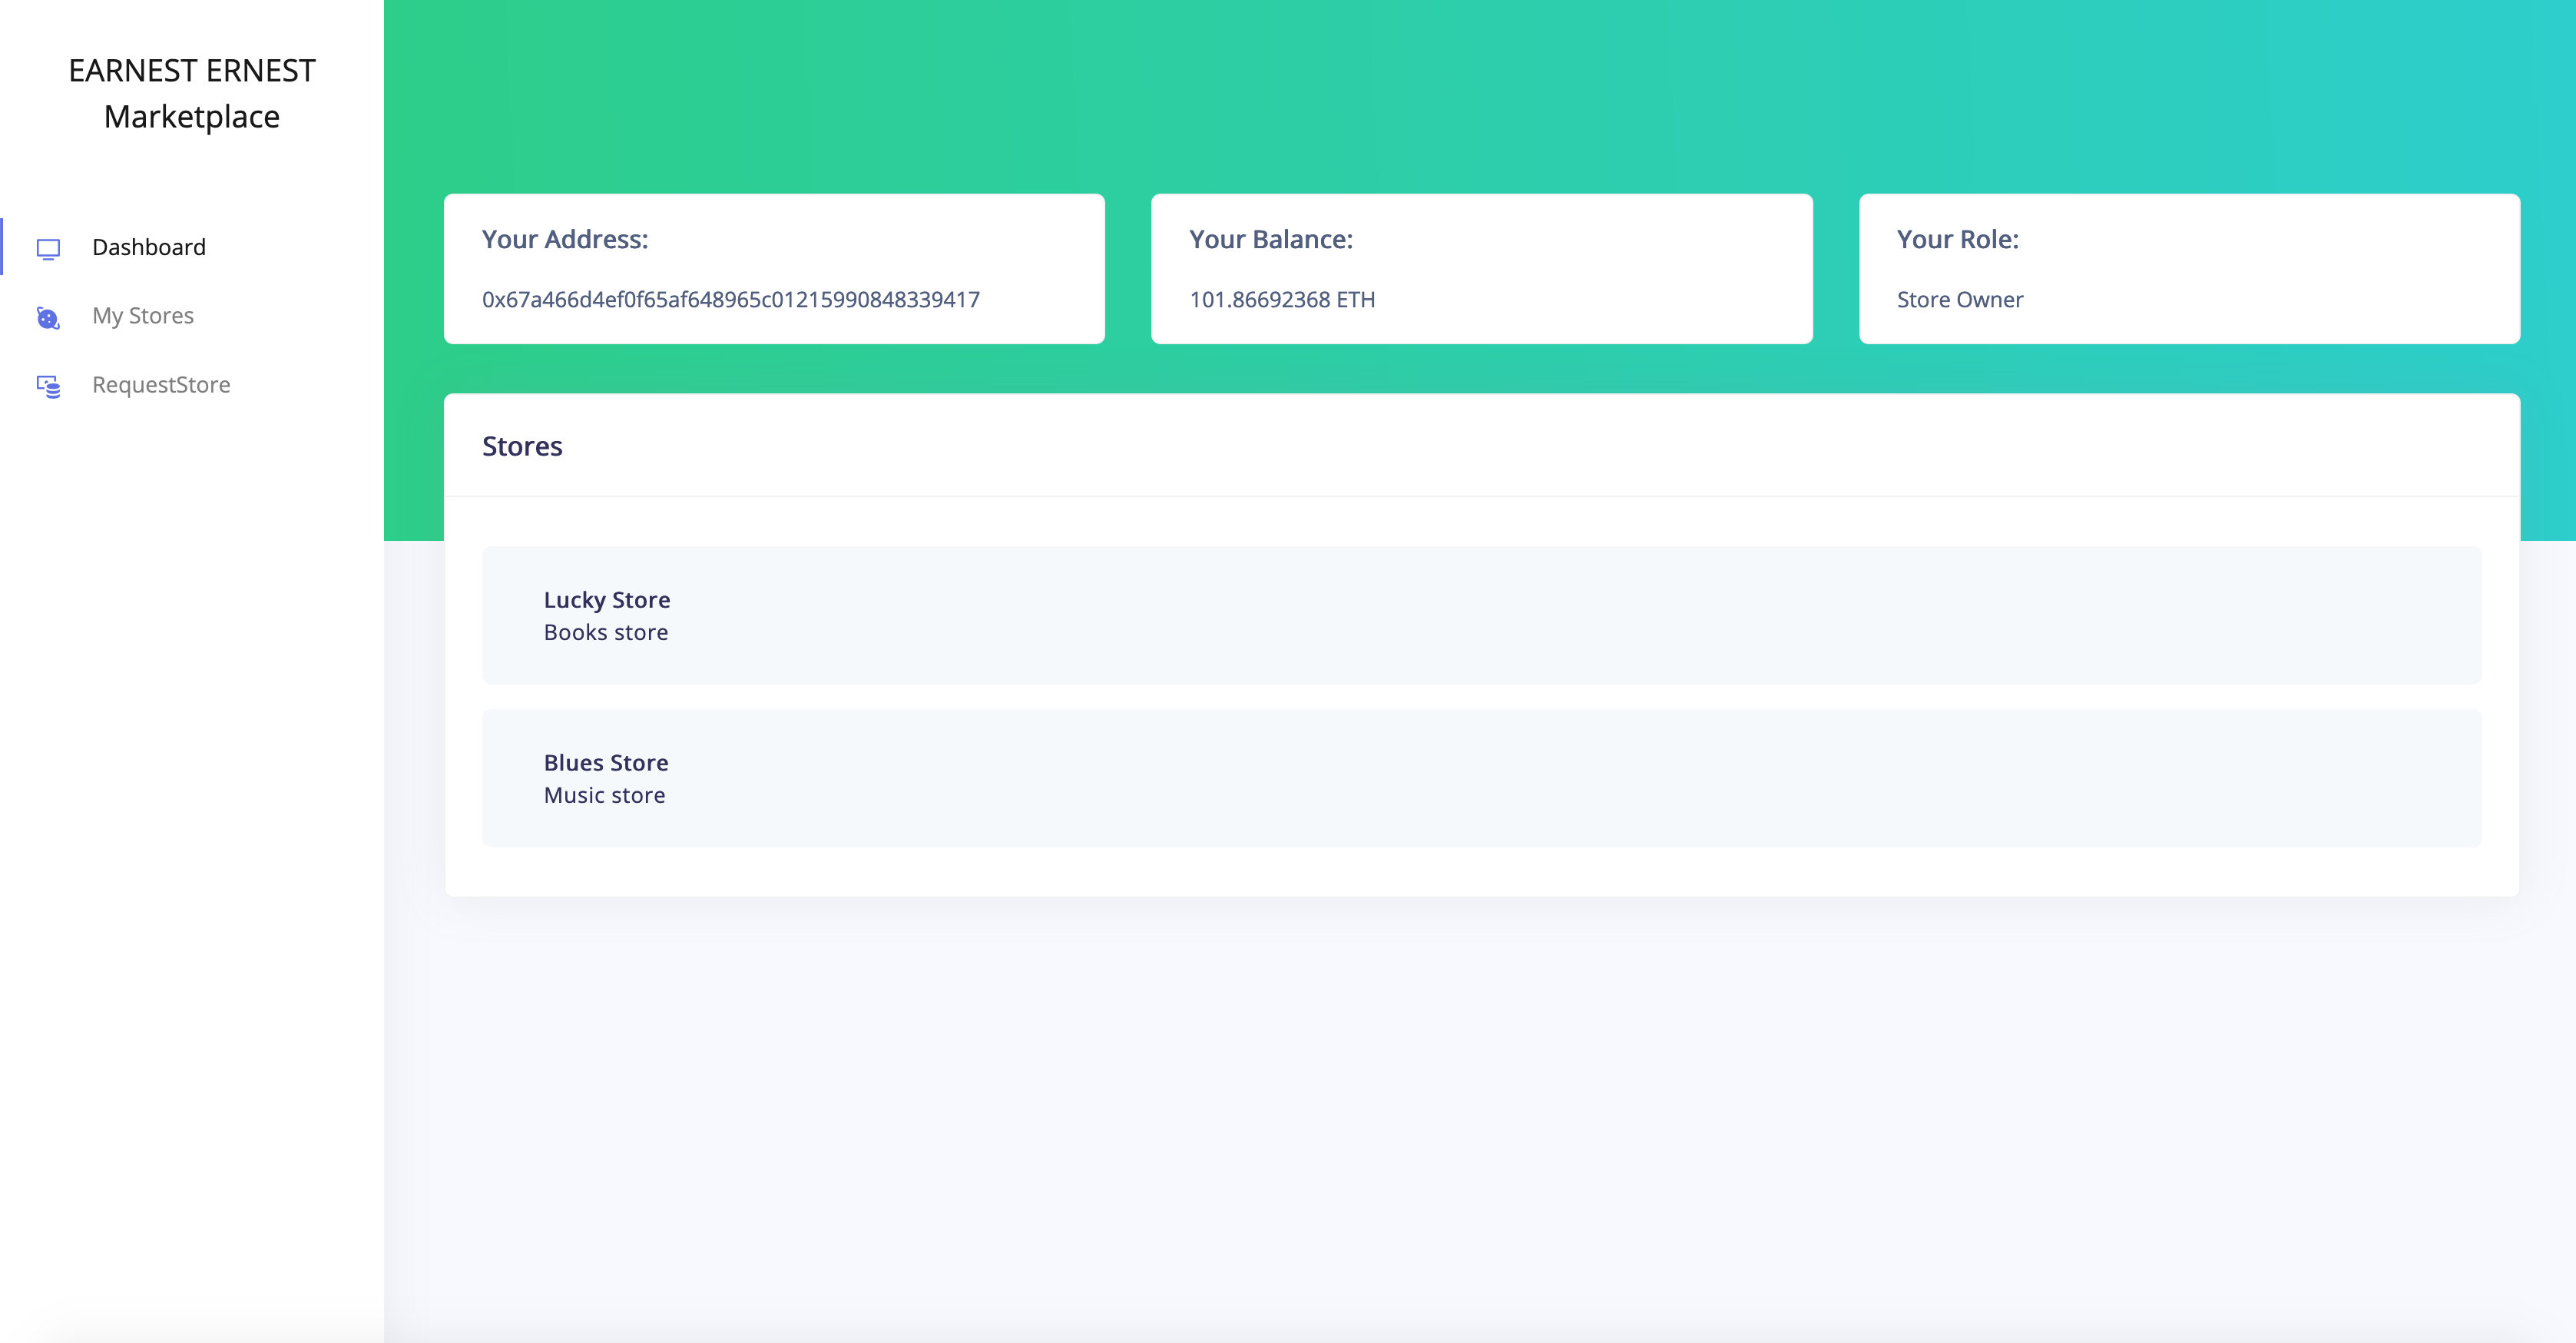 EARNEST ERNEST
Marketplace
Dashboard
My Stores
RequestStore
Your Address:
0x67a466d4ef0f65af648965c01215990848339417
Your Balance:
101.86692368 ETH
Your Role:
Store Owner
Stores
Lucky Store
Books store
Blues Store
Music store